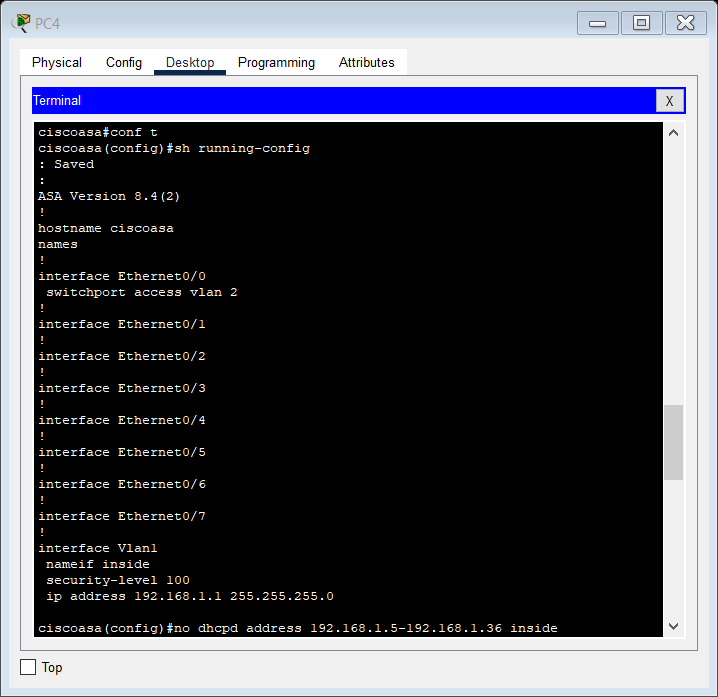 PC4
Physical Config Desktop Programming Attributes
Terminal X
ciscoasa#conf t
ciscoasa(config)#sh running-config
: Saved
:
ASA Version 8.4(2)
!
hostname ciscoasa
names
!
interface Ethernet0/0
 switchport access vlan 2
!
interface Ethernet0/1
!
interface Ethernet0/2
!
interface Ethernet0/3
!
interface Ethernet0/4
!
interface Ethernet0/5
!
interface Ethernet0/6
!
interface Ethernet0/7
!
interface Vlan1
 nameif inside
 security-level 100
 ip address 192.168.1.1 255.255.255.0
ciscoasa(config)#no dhcpd address 192.168.1.5-192.168.1.36 inside
Top